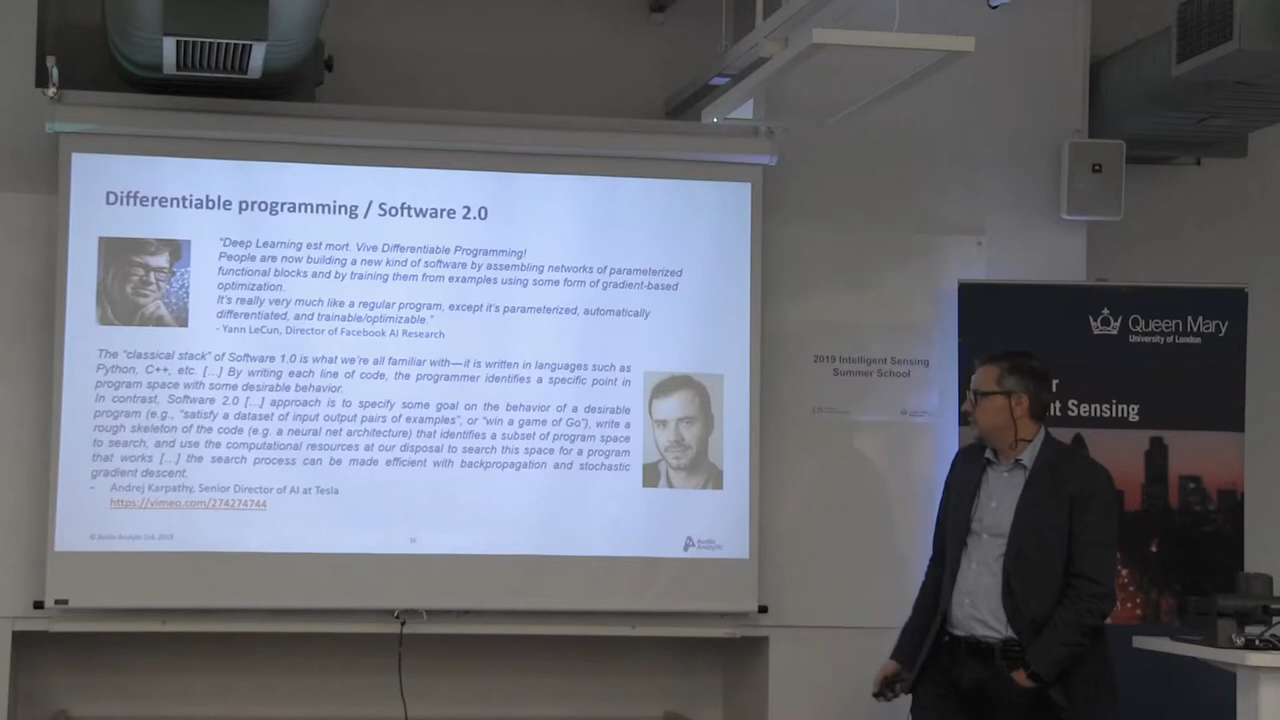 Differentiable programming / Software 2.0
"Deep Learning est mort. Vive Differentiable Programming!
People are now building a new kind of software by assembling networks of parameterized
functional blocks and by training them from examples using some form of gradient-based
optimization.
It's really very much like a regular program, except it's parameterized, automatically
differentiated, and trainable/optimizable."
- Yann LeCun, Director of Facebook AI Research
The "classical stack" of Software 1.0 is what we're all familiar with—it is written in languages such as
Python, C++, etc. [...] By writing each line of code, the programmer identifies a specific point in
program space with some desirable behavior.
In contrast, Software 2.0 [...] approach is to specify some goal on the behavior of a desirable
program (e.g., "satisfy a dataset of input output pairs of examples", or "win a game of Go"), write a
rough skeleton of the code (e.g. a neural net architecture) that identifies a subset of program space
to search, and use the computational resources at our disposal to search this space for a program
that works [...] the search process can be made efficient with backpropagation and stochastic
gradient descent.
- Andrej Karpathy, Senior Director of AI at Tesla
https://vimeo.com/274274744
© Audio Analytic Ltd, 2019
Audio
Analytic
2019 Intelligent Sensing
Summer School
Queen Mary
University of London
r
t Sensing